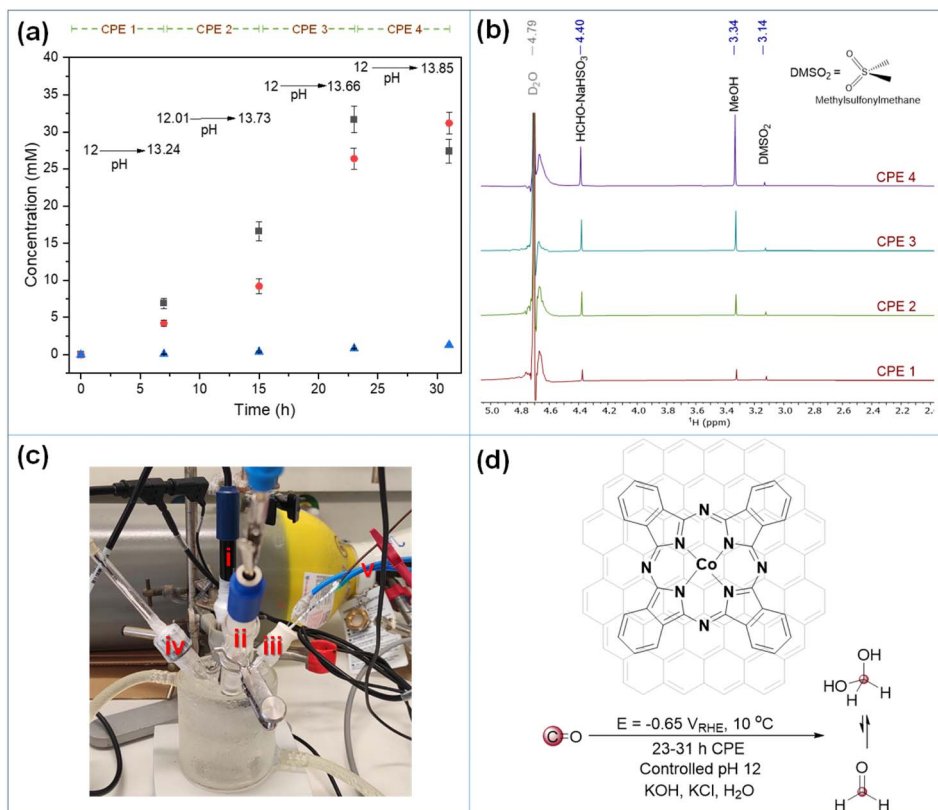 (a)
CPE 1
CPE 2
CPE 3
CPE 4
12 pH 13.24
12.01 pH 13.73
12 pH 13.66
12 pH 13.85
Concentration (mM)
35
30
25
20
15
10
5
0
0 5 10 15 20 25 30
Time (h)
(b)
D2O – 4.79
– 4.40
– 3.34
– 3.14
HCHO-NaHSO3
MeOH
DMSO2
DMSO2 =
O
S
O
Methylsulfonylmethane
CPE 4
CPE 3
CPE 2
CPE 1
5.0 4.8 4.6 4.4 4.2 4.0 3.8 3.6 3.4 3.2 3.0 2.8 2.6 2.4 2.2 2.0
1H (ppm)
(c)
i
ii
iii
iv
v
(d)
N
N N
N Co N
N N
N
C=O
E = -0.65 VRHE, 10 oC
23-31 h CPE
Controlled pH 12
KOH, KCl, H2O
OH
HO H
H
O
H H